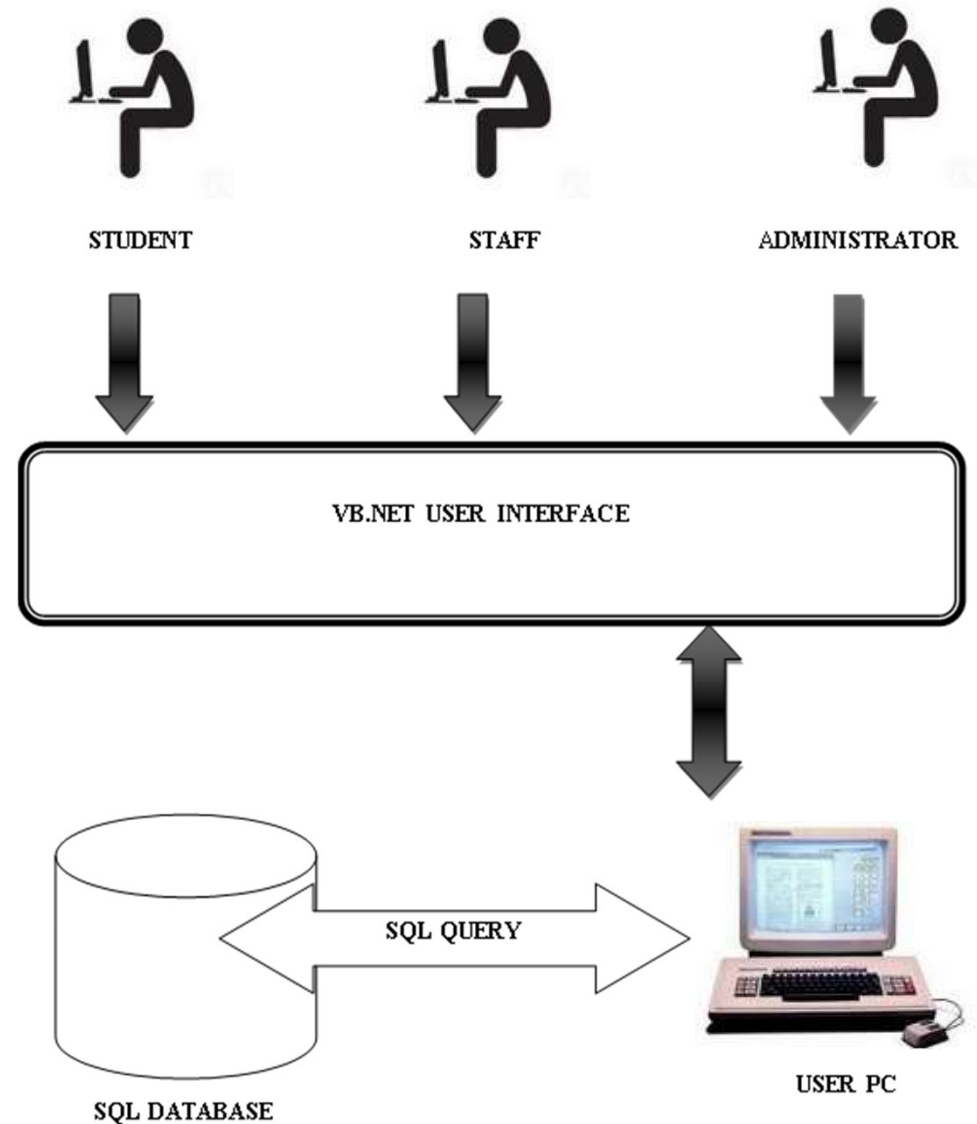 STUDENT
STAFF
ADMINISTRATOR
VB.NET USER INTERFACE
SQL QUERY
USER PC
SQL DATABASE